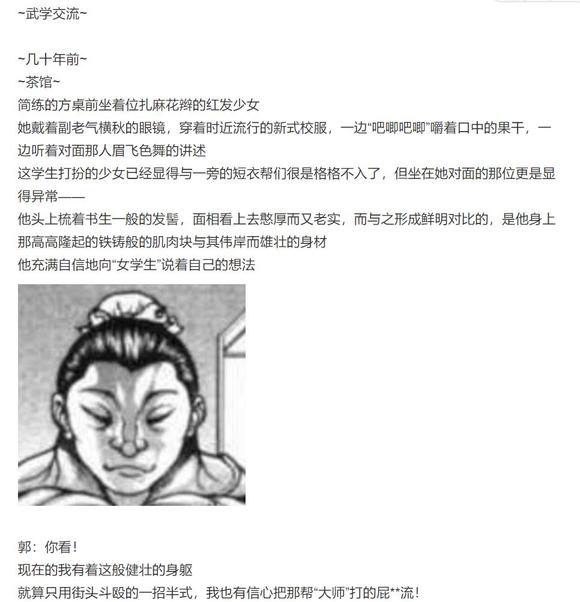 ~武学交流~
~几十年前~
~茶馆~
简练的方桌前坐着位扎麻花辫的红发少女
她戴着副老气横秋的眼镜，穿着时近流行的新式校服，一边“吧唧吧唧”嚼着口中的果干，一
边听着对面那人眉飞色舞的讲述
这学生打扮的少女已经显得与一旁的短衣帮们很是格格不入了，但坐在她对面的那位更是显
得异常——
他头上梳着书生一般的发髻，面相看上去憨厚而又老实，而与之形成鲜明对比的，是他身上
那高高隆起的铁铸般的肌肉块与其伟岸而雄壮的身材
他充满自信地向“女学生”说着自己的想法
郭：你看！
现在的我有着这般健壮的身躯
就算只用街头斗殴的一招半式，我也有信心把那帮“大师”打的屁**流！